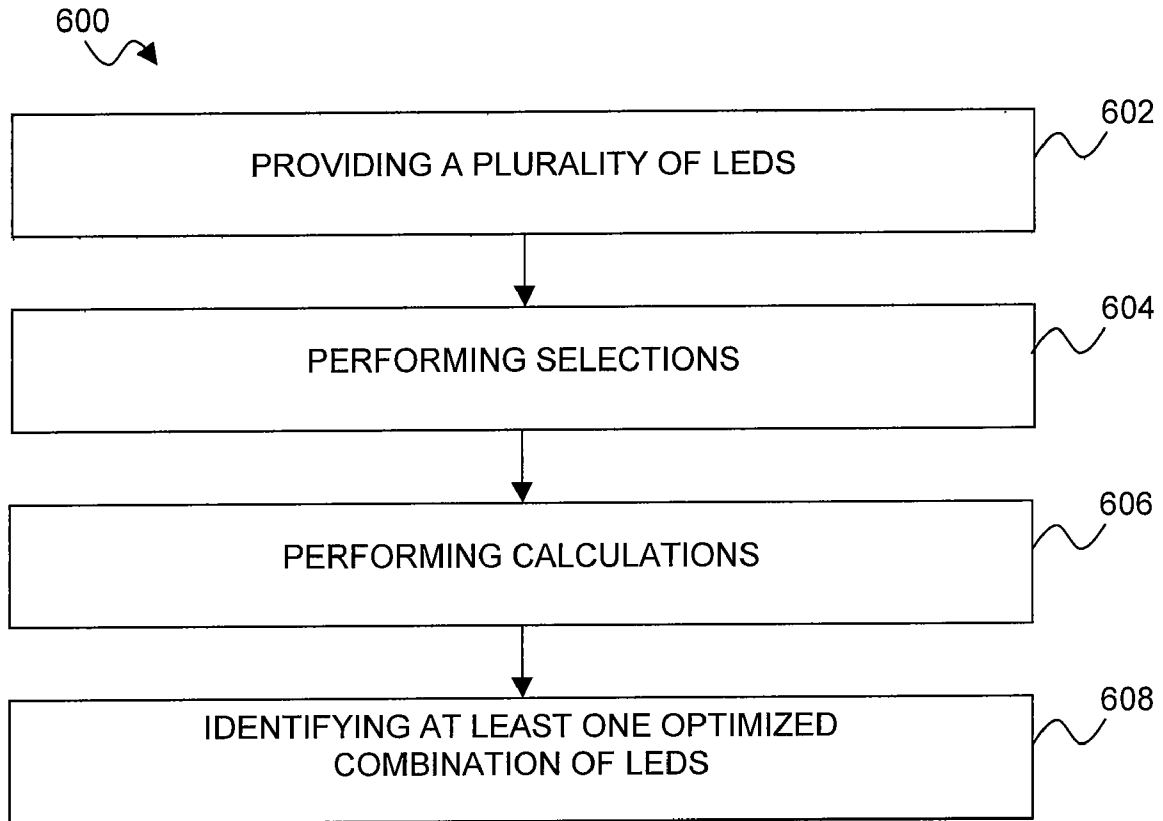 600
602
PROVIDING A PLURALITY OF LEDS
604
PERFORMING SELECTIONS
606
PERFORMING CALCULATIONS
608
IDENTIFYING AT LEAST ONE OPTIMIZED
COMBINATION OF LEDS